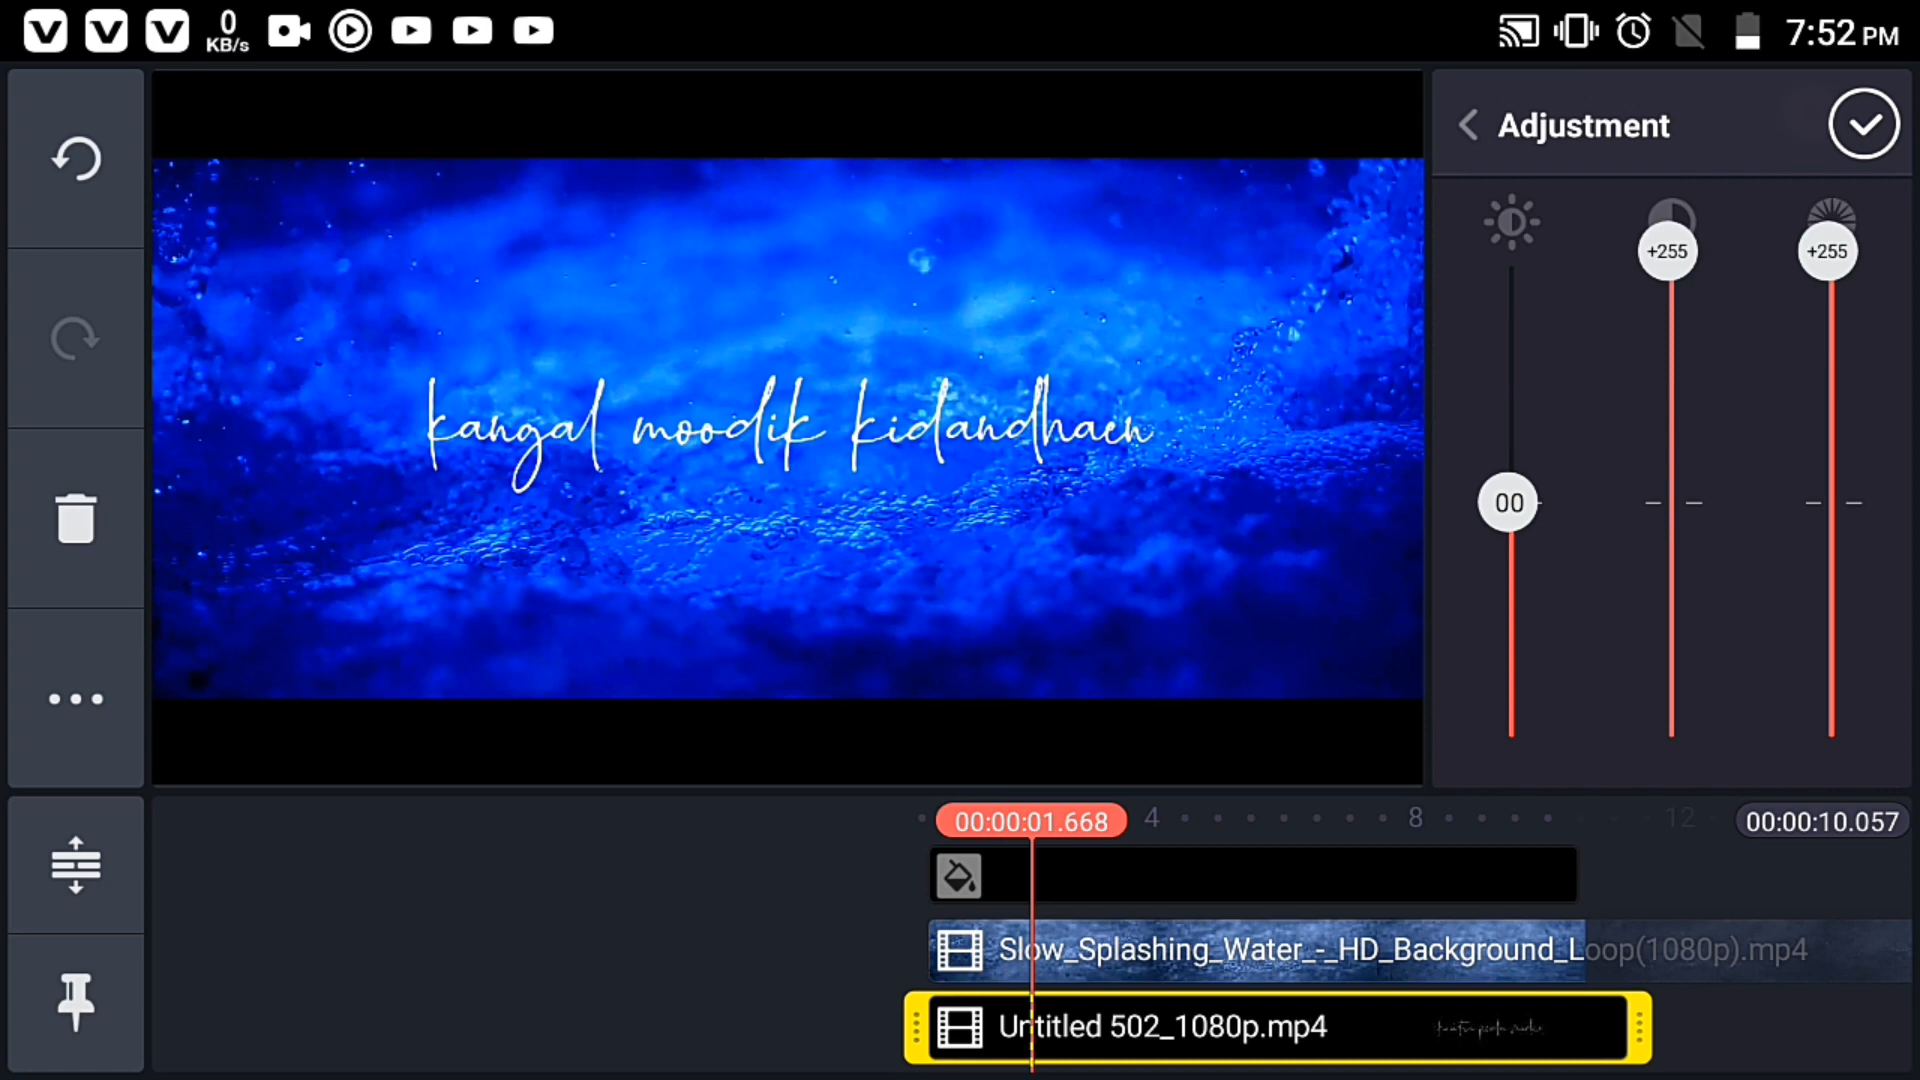 0
KB/s
7:52 PM
Adjustment
+255
+255
00
kangal moodik kidandhaen
00:00:01.668
4
8
12
00:00:10.057
Slow_Splashing_Water_-_HD_Background_Loop(1080p).mp4
Untitled 502_1080p.mp4